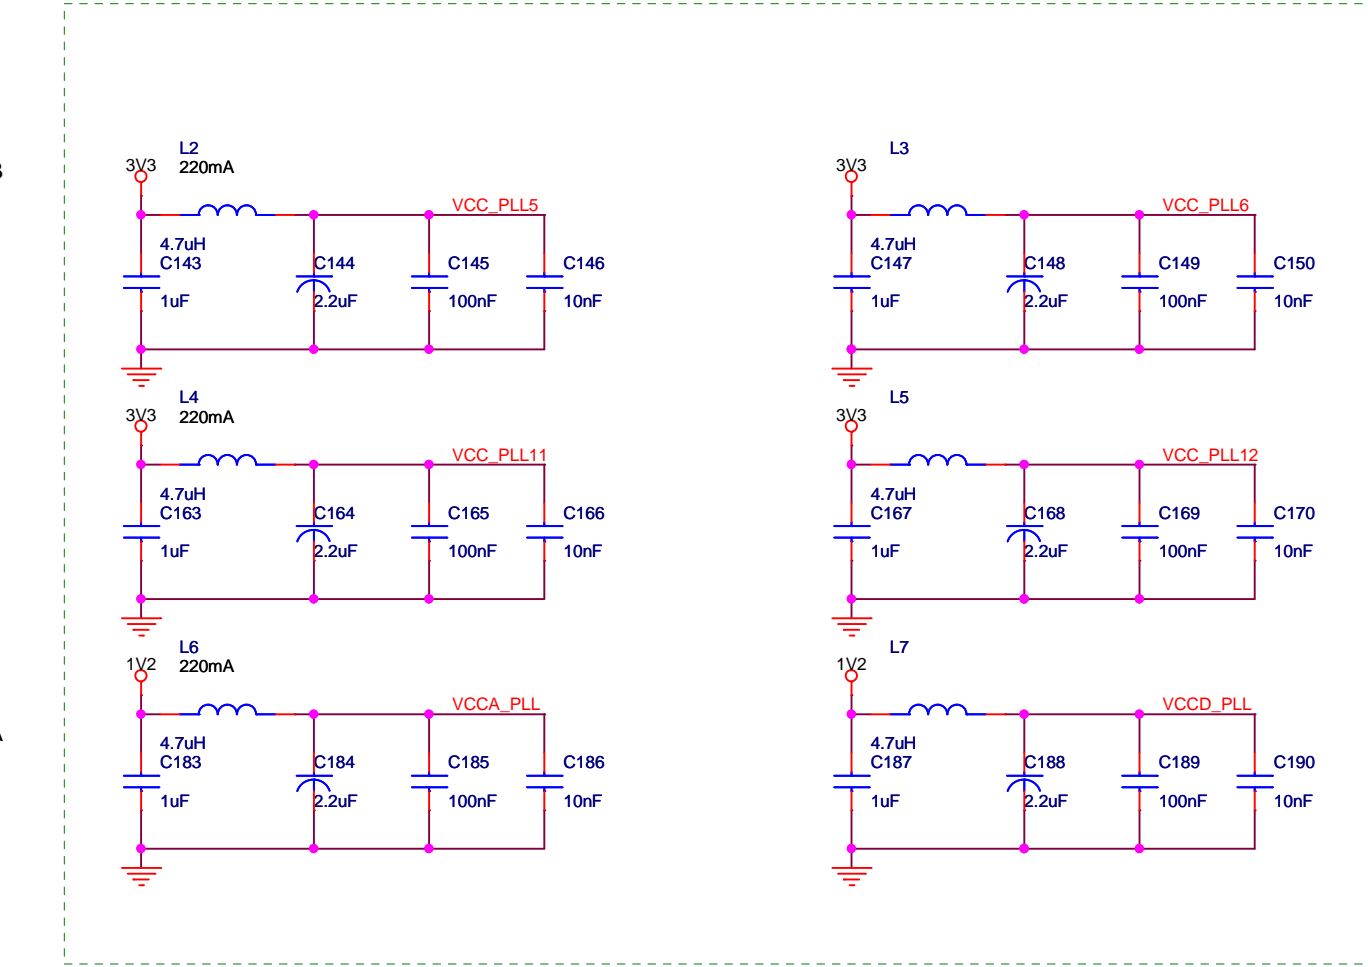 L2
220mA
3V3
VCC_PLL5
4.7uH
C143
1uF
C144
2.2uF
C145
100nF
C146
10nF
L3
3V3
VCC_PLL6
4.7uH
C147
1uF
C148
2.2uF
C149
100nF
C150
10nF
L4
220mA
3V3
VCC_PLL11
4.7uH
C163
1uF
C164
2.2uF
C165
100nF
C166
10nF
L5
3V3
VCC_PLL12
4.7uH
C167
1uF
C168
2.2uF
C169
100nF
C170
10nF
L6
220mA
1V2
VCCA_PLL
4.7uH
C183
1uF
C184
2.2uF
C185
100nF
C186
10nF
L7
1V2
VCCD_PLL
4.7uH
C187
1uF
C188
2.2uF
C189
100nF
C190
10nF